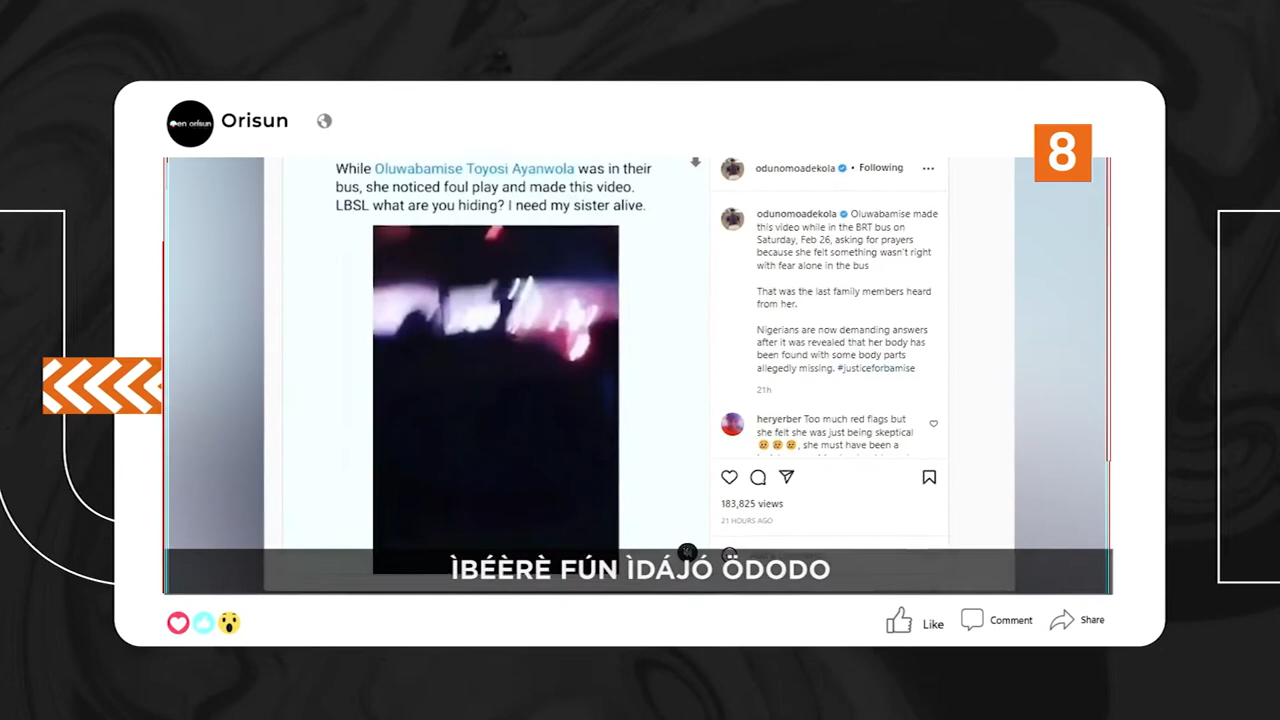 en orisun
Orisun
8
While Oluwabamise Toyosi Ayanwola was in their
bus, she noticed foul play and made this video.
LBSL what are you hiding? I need my sister alive.
odunomoadekola • Following
odunomoadekola Oluwabamise made
this video while in the BRT bus on
Saturday, Feb 26, asking for prayers
because she felt something wasn't right
with fear alone in the bus
That was the last family members heard
from her.
Nigerians are now demanding answers
after it was revealed that her body has
been found with some body parts
allegedly missing. #justiceforbamise
21h
heryerber Too much red flags but
she felt she was just being skeptical
😢😢😢, she must have been a
183,825 views
21 HOURS AGO
ÌBÉÈRÈ FÚN ÌDÁJÓ ÖDODO
Like
Comment
Share